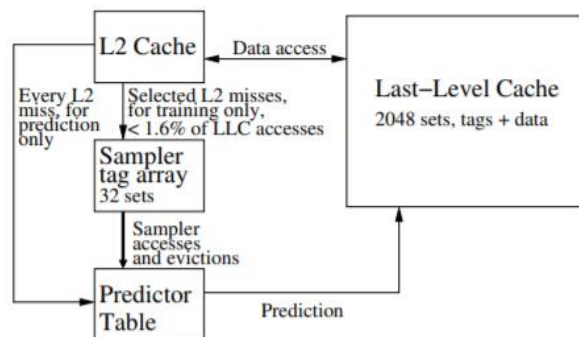 L2 Cache
Data access
Every L2
miss, for
prediction
only
Selected L2 misses,
for training only,
< 1.6% of LLC accesses
Last−Level Cache
2048 sets, tags + data
Sampler
tag array
32 sets
Sampler
accesses
and evictions
Predictor
Table
Prediction